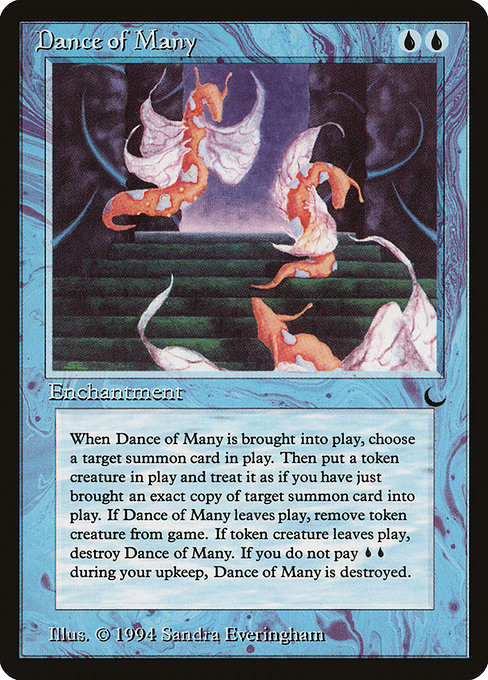 Dance of Many
Enchantment
When Dance of Many is brought into play, choose
a target summon card in play. Then put a token
creature in play and treat it as if you have just
brought an exact copy of target summon card into
play. If Dance of Many leaves play, remove token
creature from game. If token creature leaves play,
destroy Dance of Many. If you do not pay
during your upkeep, Dance of Many is destroyed.
Illus. © 1994 Sandra Everingham